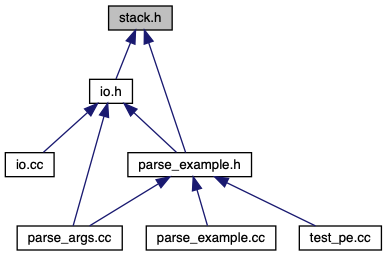 stack.h
io.h
io.cc
parse_example.h
parse_args.cc
parse_example.cc
test_pe.cc